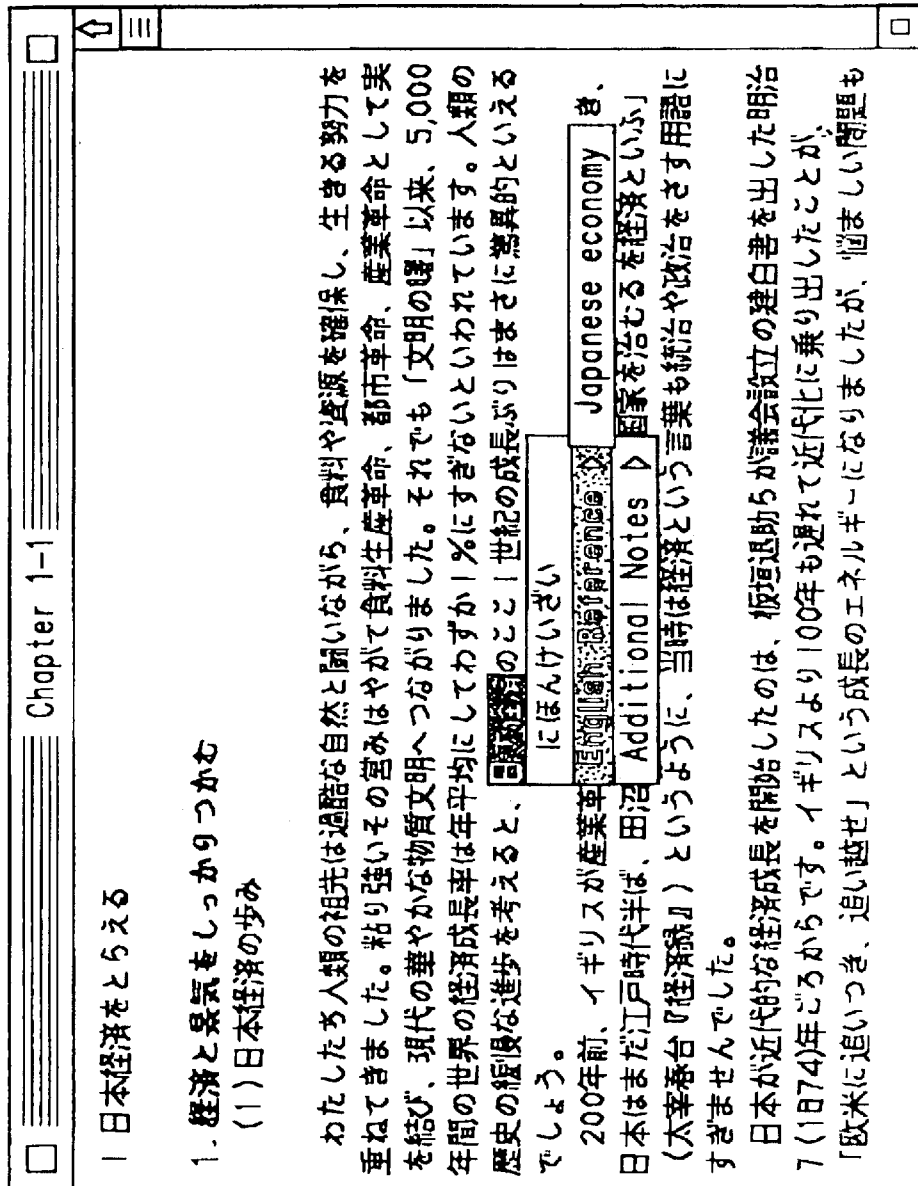 Chapter 1-1
1 日本経済をとらえる
1. 経済と景気をしっかりつかむ
(1)日本経済の歩み
わたしたち人類の祖先は過酷な自然と闘いながら、食料や資源を確保し、生きる努力を
重ねてきました。粘り強いその営みはやがて食料生産革命、都市革命、産業革命として実
を結び、現代の華やかな物質文明へつながりました。それでも「文明の曙」以来、5,000
年間の世界の経済成長率は年平均にしてわずか1%にすぎないといわれています。人類の
歴史の緩慢な進歩を考えると、日本経済のここ1世紀の成長ぶりはまさに驚異的といえる
でしょう。
にほんけいざい
200年前、イギリスが産業革 English Reference > Japanese economy き、
日本はまだ江戸時代半ば、田沼 Additional Notes > 国家を治むるを経済といふ」
(太宰春台『経済録』)というように、当時は経済という言葉も統治や政治をさす用語に
すぎませんでした。
日本が近代的な経済成長を開始したのは、板垣退助らが議会設立の建白書を出した明治
7(1874)年ごろからです。イギリスより100年も遅れて近代化に乗り出したことが、
「欧米に追いつき、追い越せ」という成長のエネルギーになりましたが、悩ましい問題も